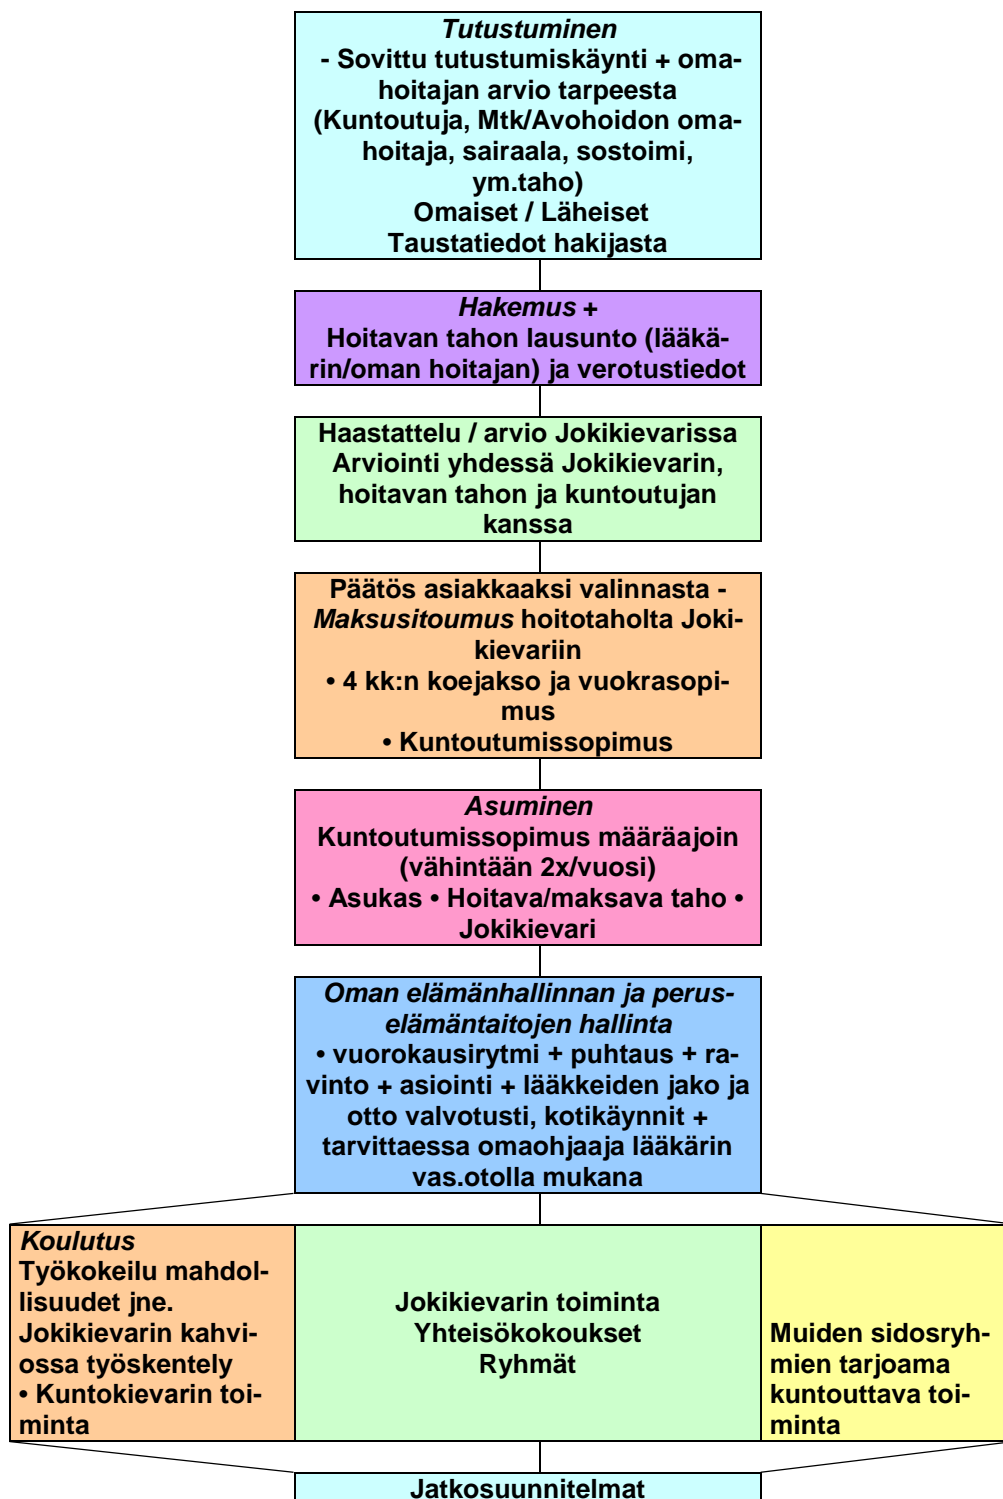 Tutustuminen
- Sovittu tutustumiskäynti + oma-
hoitajan arvio tarpeesta
(Kuntoutuja, Mtk/Avohoidon oma-
hoitaja, sairaala, sostoimi,
ym.taho)
Omaiset / Läheiset
Taustatiedot hakijasta
Hakemus +
Hoitavan tahon lausunto (lääkä-
rin/oman hoitajan) ja verotustiedot
Haastattelu / arvio Jokikievarissa
Arviointi yhdessä Jokikievarin,
hoitavan tahon ja kuntoutujan
kanssa
Päätös asiakkaaksi valinnasta -
Maksusitoumus hoitotaholta Joki-
kievariin
• 4 kk:n koejakso ja vuokrasopi-
mus
• Kuntoutumissopimus
Asuminen
Kuntoutumissopimus määräajoin
(vähintään 2x/vuosi)
• Asukas • Hoitava/maksava taho •
Jokikievari
Oman elämänhallinnan ja perus-
elämäntaitojen hallinta
• vuorokausirytmi + puhtaus + ra-
vinto + asiointi + lääkkeiden jako ja
otto valvotusti, kotikäynnit +
tarvittaessa omaohjaaja lääkärin
vas.otolla mukana
Koulutus
Työkokeilu mahdol-
lisuudet jne.
Jokikievarin kahvi-
ossa työskentely
• Kuntokievarin toi-
minta
Jokikievarin toiminta
Yhteisökokoukset
Ryhmät
Muiden sidosryh-
mien tarjoama
kuntouttava toi-
minta
Jatkosuunnitelmat